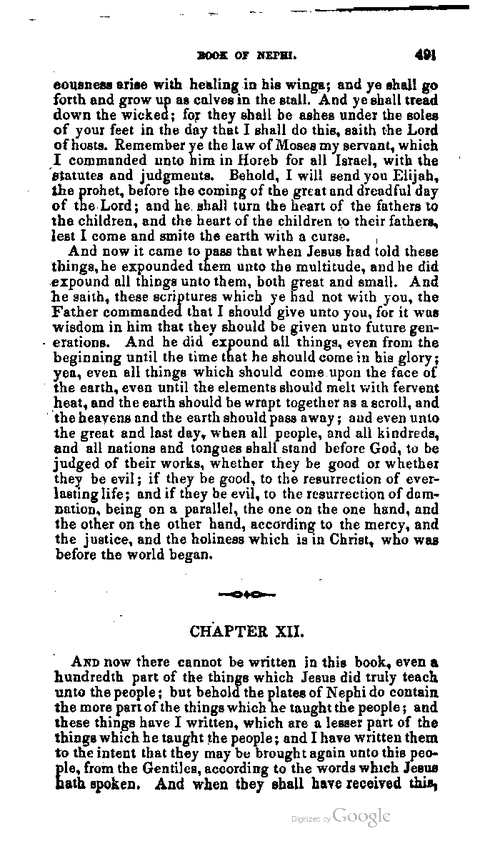 BOOK OF NEPHI. 491
eousness arise with healing in his wings; and ye shall go
forth and grow up as calves in the stall. And ye shall tread
down the wicked; for they shall be ashes under the soles
of your feet in the day that I shall do this, saith the Lord
of hosts. Remember ye the law of Moses my servant, which
I commanded unto him in Horeb for all Israel, with the
statutes and judgments. Behold, I will send you Elijah,
the prohet, before the coming of the great and dreadful day
of the Lord; and he shall turn the heart of the fathers to
the children, and the heart of the children to their fathers,
lest I come and smite the earth with a curse.
And now it came to pass that when Jesus had told these
things, he expounded them unto the multitude, and he did
expound all things unto them, both great and small. And
he saith, these scriptures which ye had not with you, the
Father commanded that I should give unto you, for it was
wisdom in him that they should be given unto future gen-
erations. And he did expound all things, even from the
beginning until the time that he should come in his glory;
yea, even all things which should come upon the face of
the earth, even until the elements should melt with fervent
heat, and the earth should be wrapt together as a scroll, and
the heavens and the earth should pass away; and even unto
the great and last day, when all people, and all kindreds,
and all nations and tongues shall stand before God, to be
judged of their works, whether they be good or whether
they be evil; if they be good, to the resurrection of ever-
lasting life; and if they be evil, to the resurrection of dam-
nation, being on a parallel, the one on the one hand, and
the other on the other hand, according to the mercy, and
the justice, and the holiness which is in Christ, who was
before the world began.
CHAPTER XII.
AND now there cannot be written in this book, even a
hundredth part of the things which Jesus did truly teach
unto the people; but behold the plates of Nephi do contain
the more part of the things which he taught the people; and
these things have I written, which are a lesser part of the
things which he taught the people; and I have written them
to the intent that they may be brought again unto this peo-
ple, from the Gentiles, according to the words which Jesus
hath spoken. And when they shall have received this,
Digitized by Google